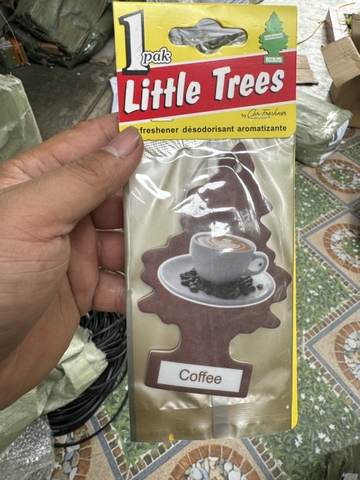 1
pak
Little Trees
by Car-Freshner
freshener désodorisant aromatizante
Coffee